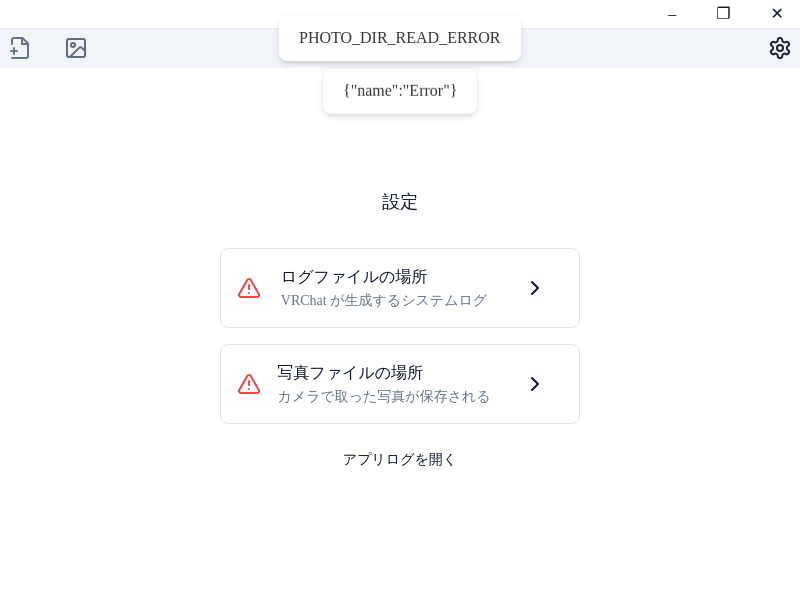 PHOTO_DIR_READ_ERROR
{"name":"Error"}
設定
ログファイルの場所
VRChat が生成するシステムログ
写真ファイルの場所
カメラで取った写真が保存される
アプリログを開く